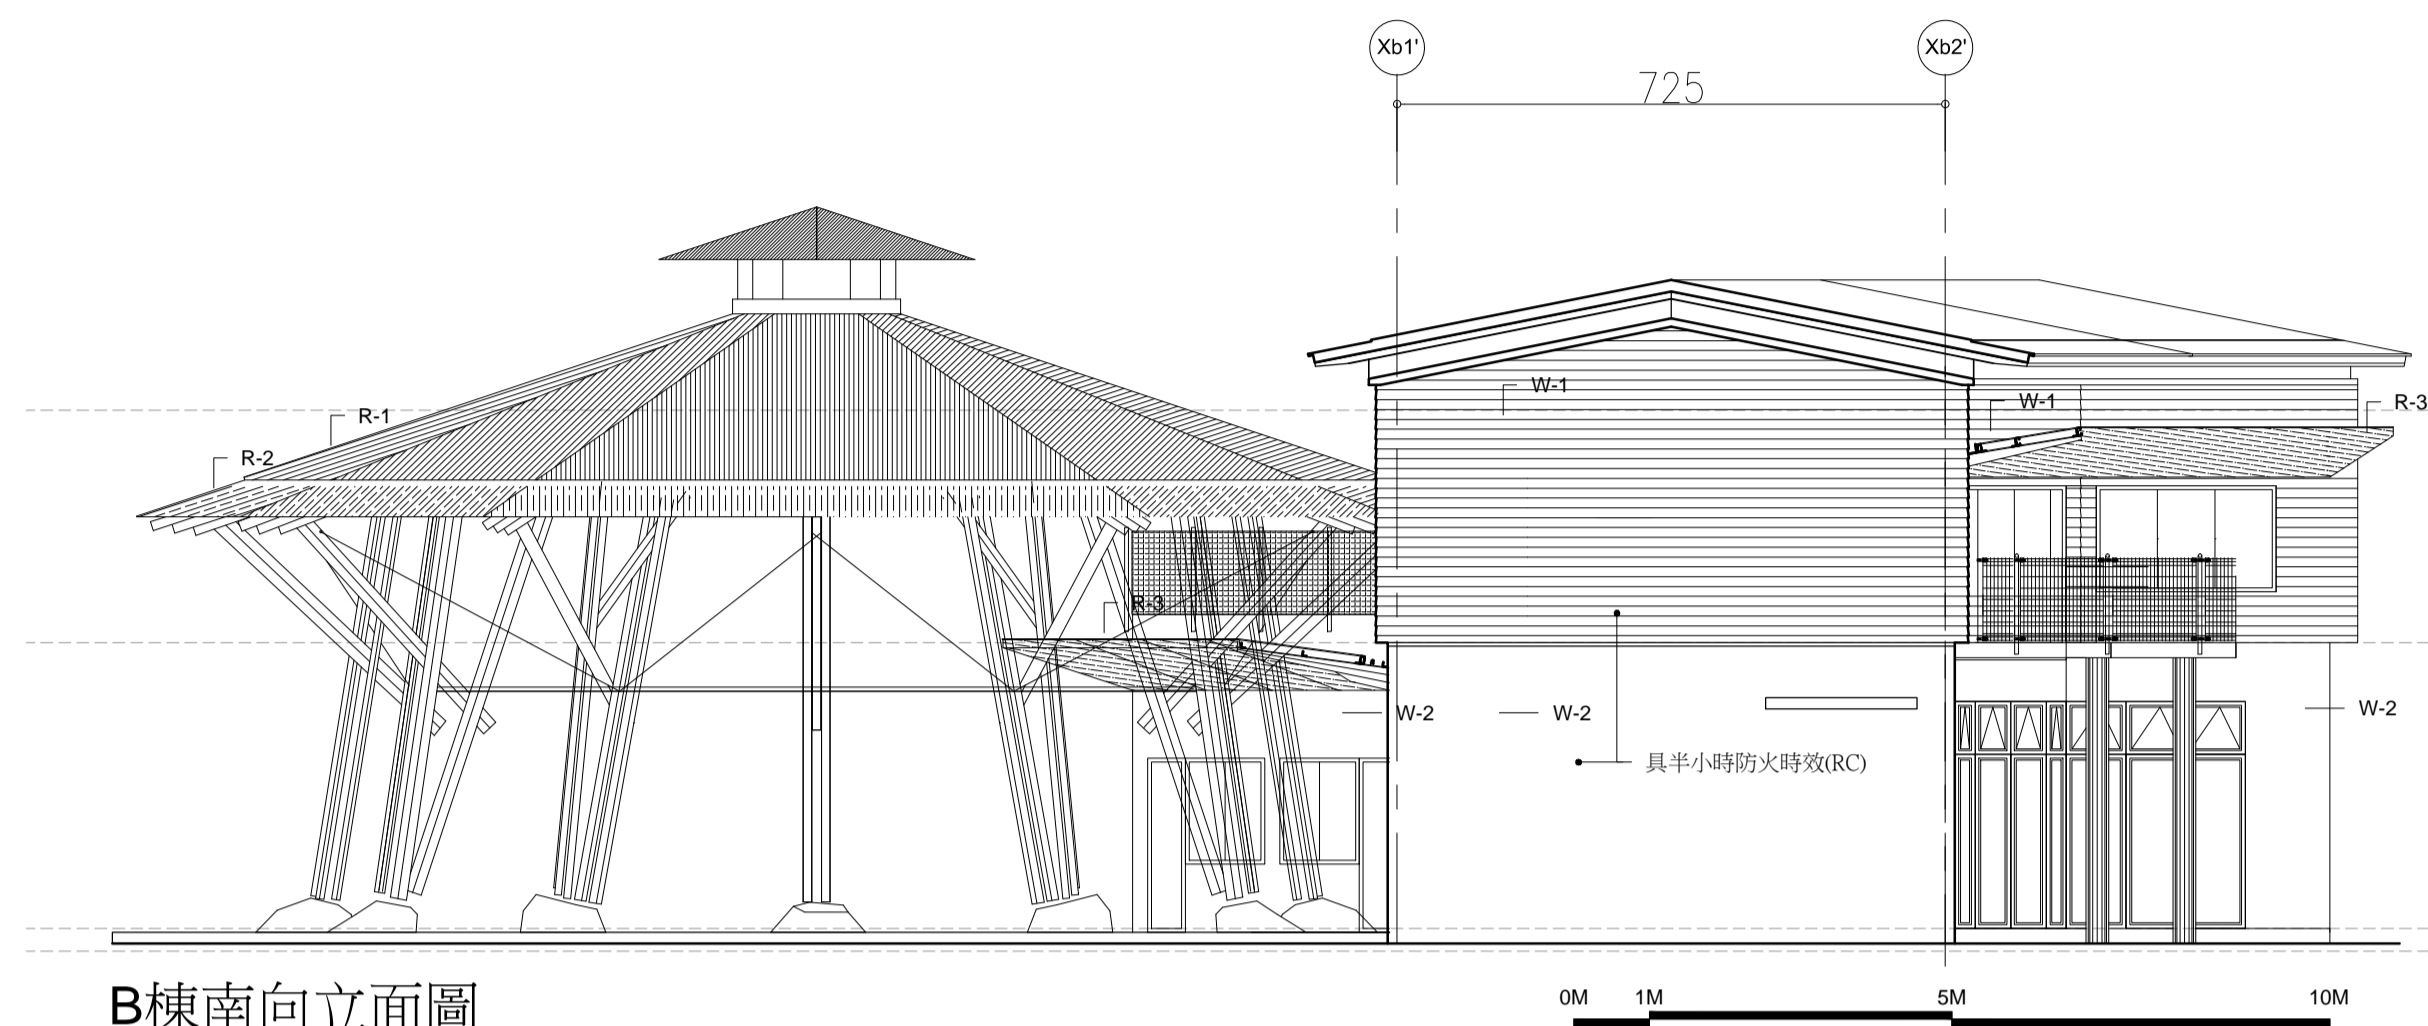 Xb1' Xb2'
725
W-1
W-1
R-3
R-1
R-2
R-3
W-2
W-2
W-2
具半小時防火時效(RC)
B棟南向立面圖
0M 1M 5M 10M